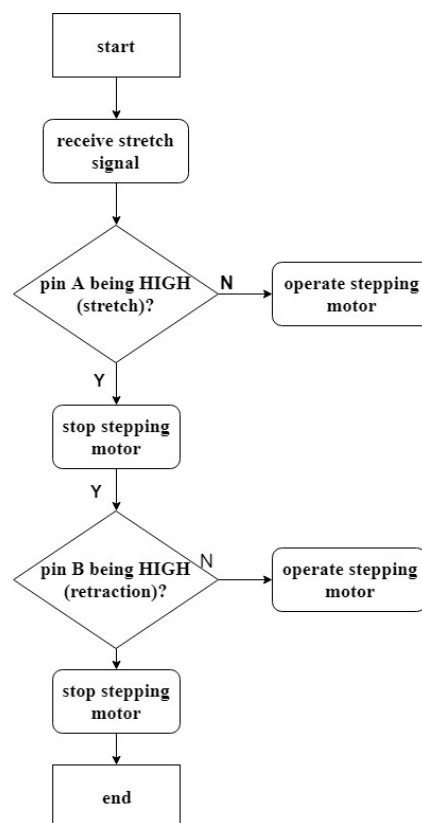 start
receive stretch
signal
pin A being HIGH
(stretch)?
N
operate stepping
motor
Y
stop stepping
motor
Y
pin B being HIGH
(retraction)?
N
operate stepping
motor
stop stepping
motor
end